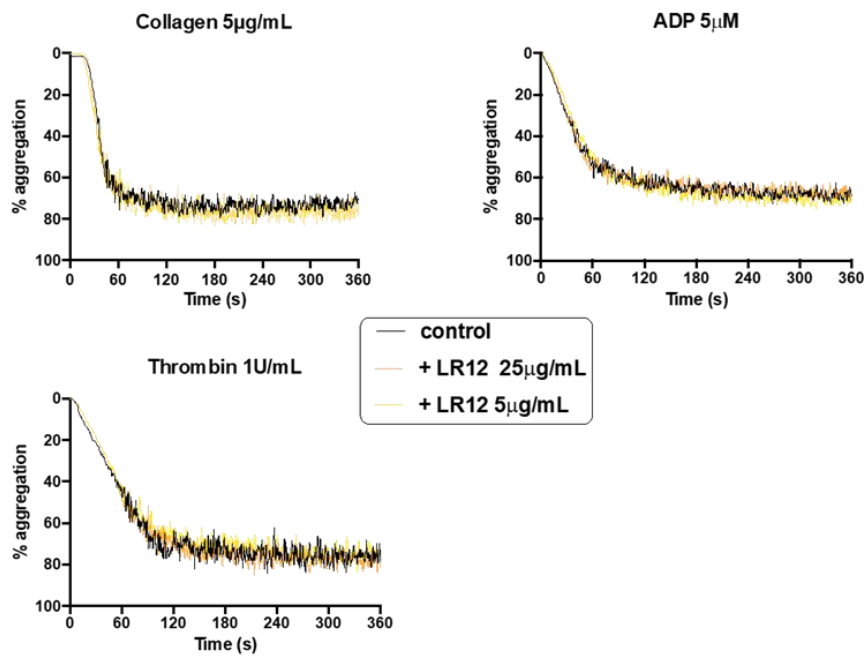 Collagen 5µg/mL
% aggregation
0
20
40
60
80
100
0 60 120 180 240 300 360
Time (s)
ADP 5µM
% aggregation
0
20
40
60
80
100
0 60 120 180 240 300 360
Time (s)
control
+ LR12 25µg/mL
+ LR12 5µg/mL
Thrombin 1U/mL
% aggregation
0
20
40
60
80
100
0 60 120 180 240 300 360
Time (s)